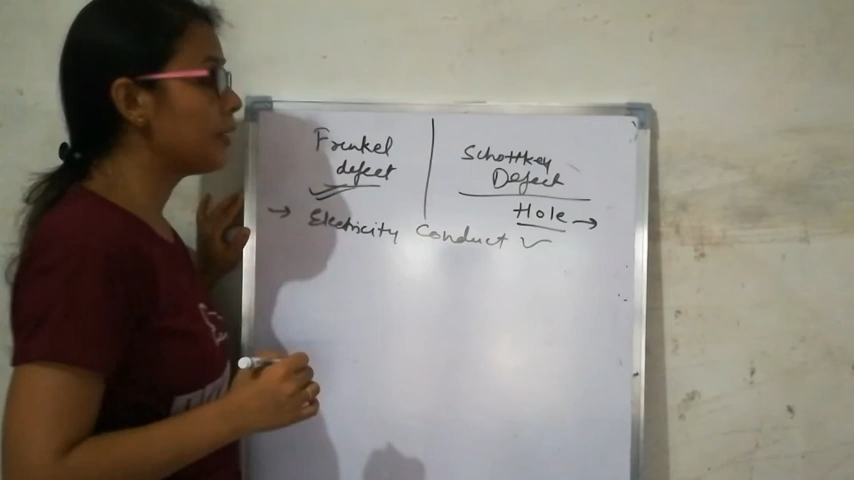 Frenkel
defect
Schottkey
Defect
Hole →
→ Electricity Conduct ✓